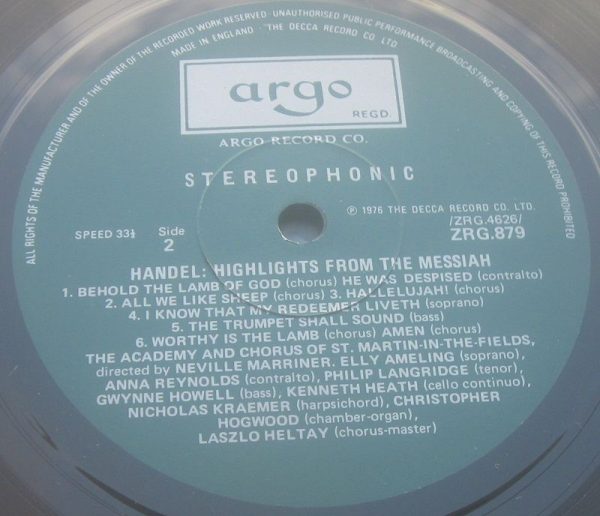 ALL RIGHTS OF THE MANUFACTURER AND OF THE OWNER OF THE RECORDED WORK RESERVED · UNAUTHORISED PUBLIC PERFORMANCE BROADCASTING AND COPYING OF THIS RECORD PROHIBITED
MADE IN ENGLAND · THE DECCA RECORD CO. LTD.
argo
REGD.
ARGO RECORD CO.
STEREOPHONIC
℗ 1976 THE DECCA RECORD CO. LTD.
/ZRG.4626/
SPEED 33⅓ Side 2 ZRG.879
HANDEL: HIGHLIGHTS FROM THE MESSIAH
1. BEHOLD THE LAMB OF GOD (chorus) HE WAS DESPISED (contralto)
2. ALL WE LIKE SHEEP (chorus) 3. HALLELUJAH! (chorus)
4. I KNOW THAT MY REDEEMER LIVETH (soprano)
5. THE TRUMPET SHALL SOUND (bass)
6. WORTHY IS THE LAMB (chorus) AMEN (chorus)
THE ACADEMY AND CHORUS OF ST. MARTIN-IN-THE-FIELDS,
directed by NEVILLE MARRINER. ELLY AMELING (soprano),
ANNA REYNOLDS (contralto), PHILIP LANGRIDGE (tenor),
GWYNNE HOWELL (bass), KENNETH HEATH (cello continuo),
NICHOLAS KRAEMER (harpsichord), CHRISTOPHER
HOGWOOD (chamber-organ),
LASZLO HELTAY (chorus-master)